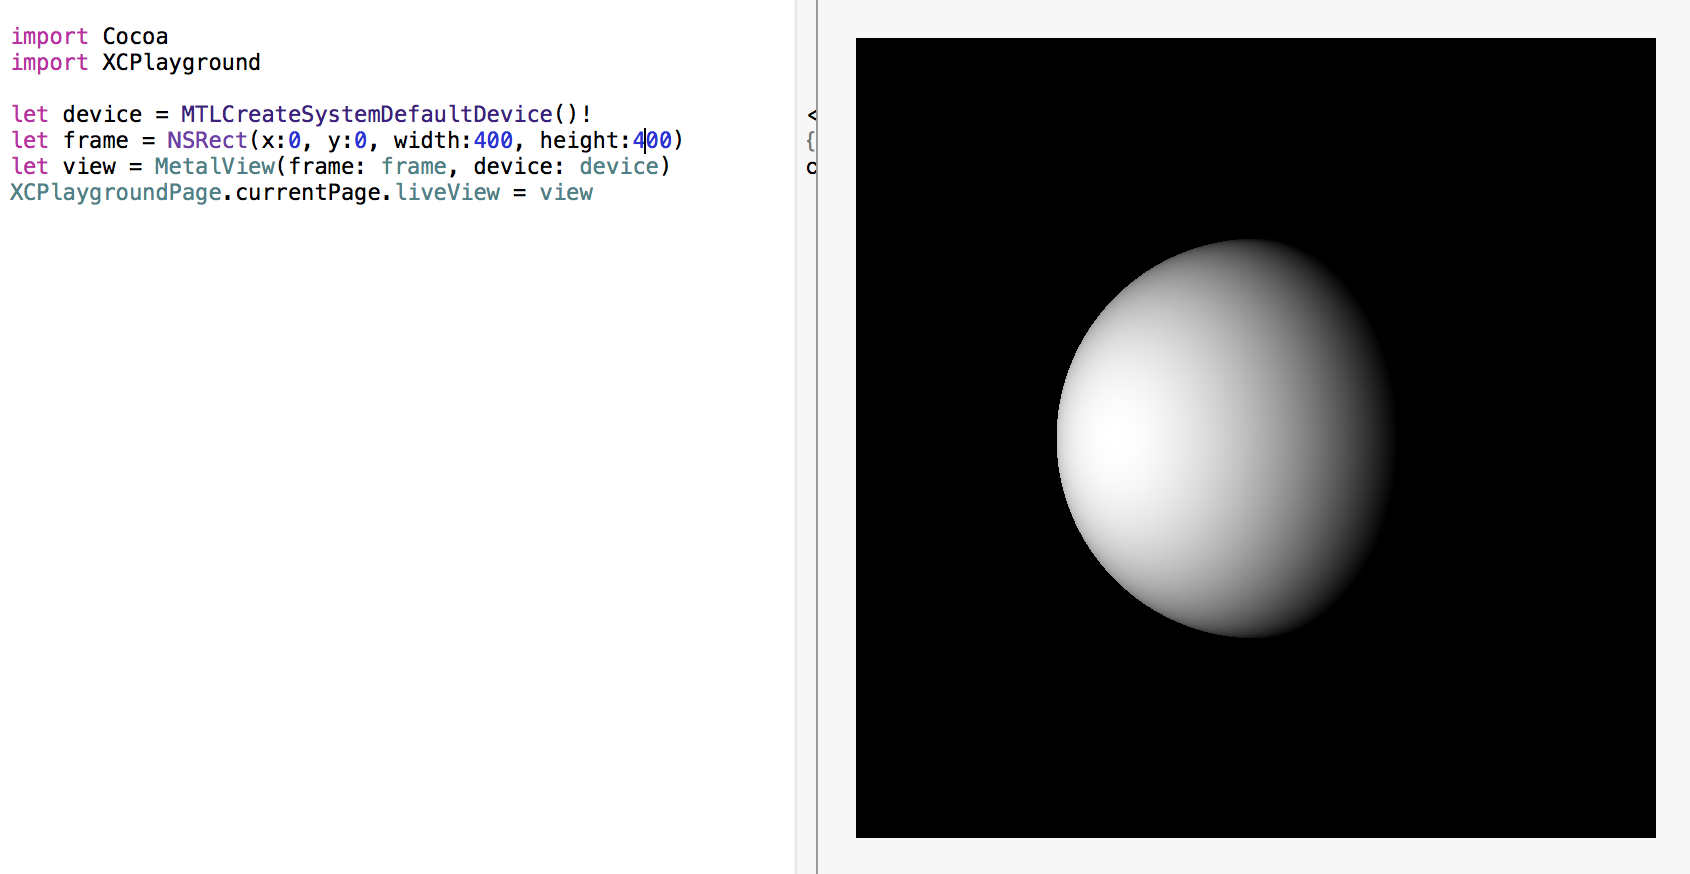 import Cocoa
import XCPlayground
let device = MTLCreateSystemDefaultDevice()!
let frame = NSRect(x:0, y:0, width:400, height:400)
let view = MetalView(frame: frame, device: device)
XCPlaygroundPage.currentPage.liveView = view